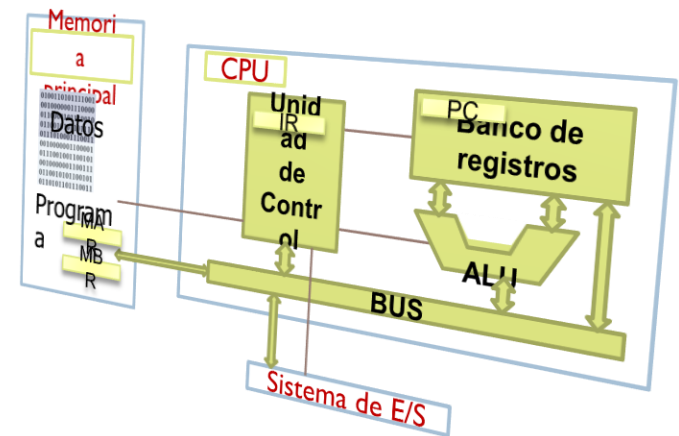 Memori
a
principal
010011010111001
Datos
Program
a
MA
R
MB
R
CPU
Unid
ad
de
Contr
ol
IR
PC
Banco de
registros
ALU
BUS
Sistema de E/S